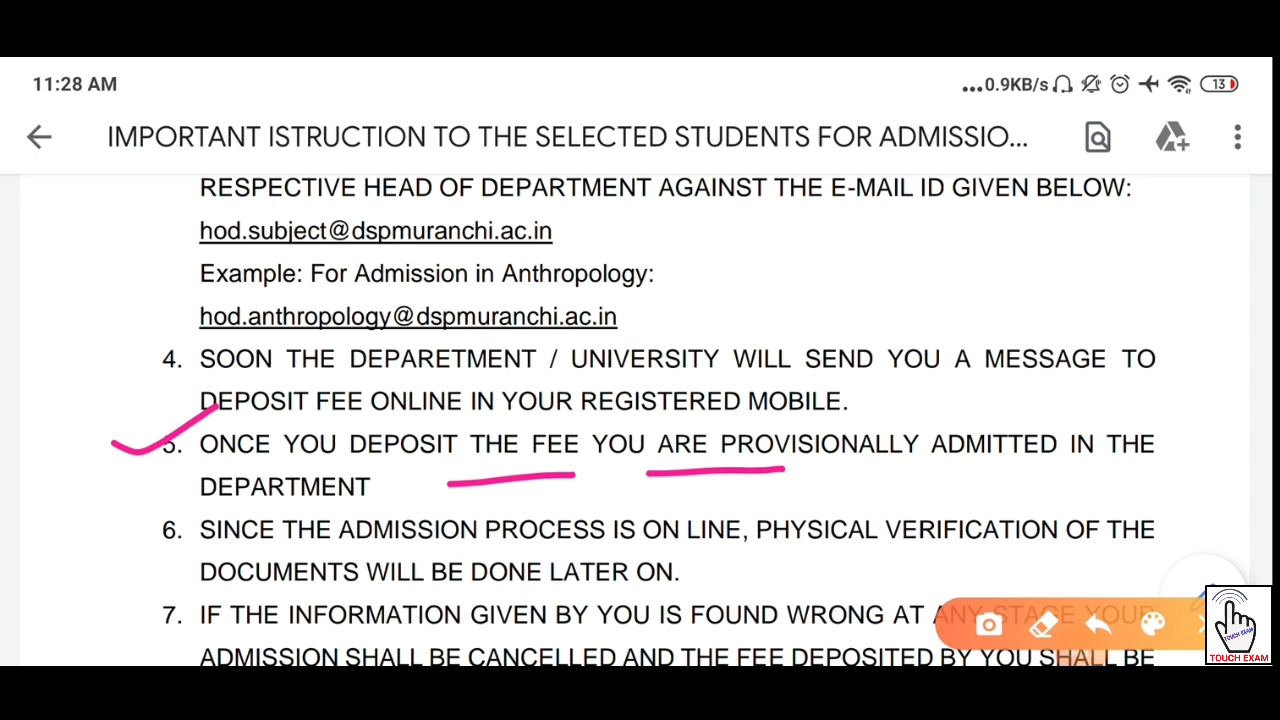 11:28 AM
...0.9KB/s
13
IMPORTANT ISTRUCTION TO THE SELECTED STUDENTS FOR ADMISSIO...
RESPECTIVE HEAD OF DEPARTMENT AGAINST THE E-MAIL ID GIVEN BELOW:
hod.subject@dspmuranchi.ac.in
Example: For Admission in Anthropology:
hod.anthropology@dspmuranchi.ac.in
4. SOON THE DEPARETMENT / UNIVERSITY WILL SEND YOU A MESSAGE TO
DEPOSIT FEE ONLINE IN YOUR REGISTERED MOBILE.
5. ONCE YOU DEPOSIT THE FEE YOU ARE PROVISIONALLY ADMITTED IN THE
DEPARTMENT
6. SINCE THE ADMISSION PROCESS IS ON LINE, PHYSICAL VERIFICATION OF THE
DOCUMENTS WILL BE DONE LATER ON.
7. IF THE INFORMATION GIVEN BY YOU IS FOUND WRONG AT ANY STAGE YOUR
ADMISSION SHALL BE CANCELLED AND THE FEE DEPOSITED BY YOU SHALL BE
TOUCH EXAM
TOUCH EXAM